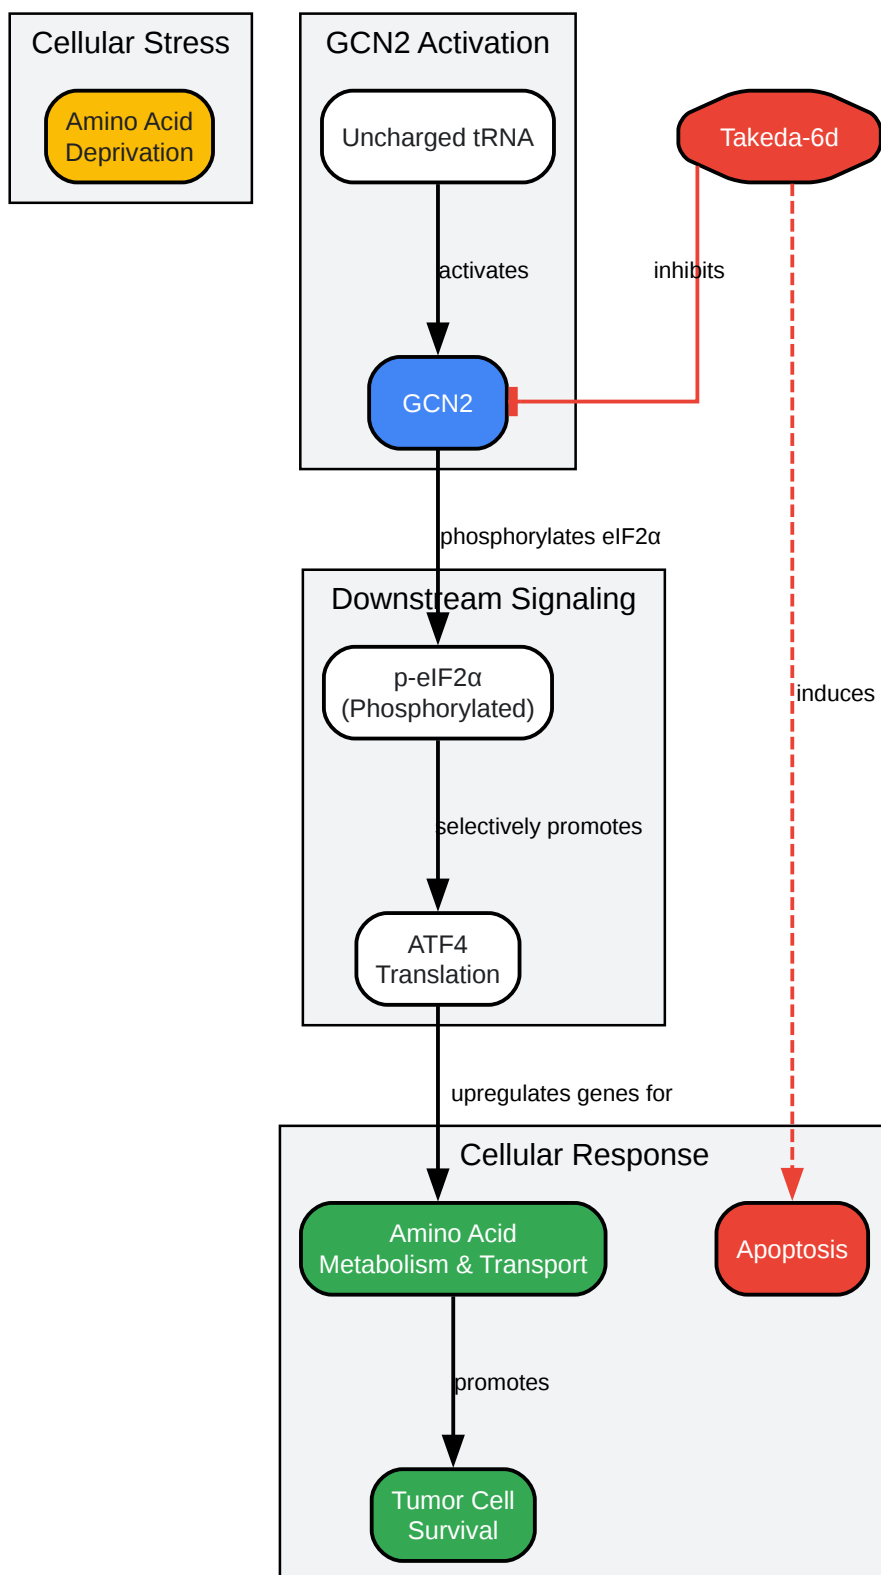 Cellular Stress
Amino Acid
Deprivation
GCN2 Activation
Uncharged tRNA
Takeda-6d
activates
inhibits
GCN2
phosphorylates eIF2α
Downstream Signaling
p-eIF2α
(Phosphorylated)
induces
selectively promotes
ATF4
Translation
upregulates genes for
Cellular Response
Amino Acid
Metabolism & Transport
Apoptosis
promotes
Tumor Cell
Survival